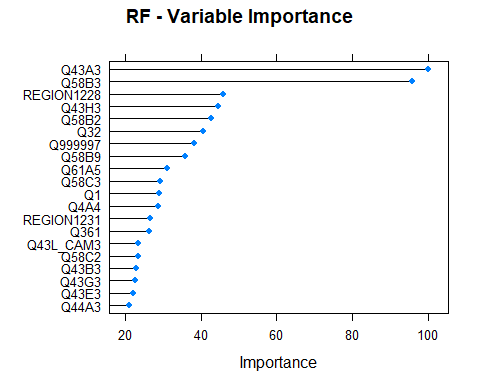 RF - Variable Importance
Q43A3
Q58B3
REGION1228
Q43H3
Q58B2
Q32
Q999997
Q58B9
Q61A5
Q58C3
Q1
Q4A4
REGION1231
Q361
Q43L_CAM3
Q58C2
Q43B3
Q43G3
Q43E3
Q44A3
20 40 60 80 100
Importance